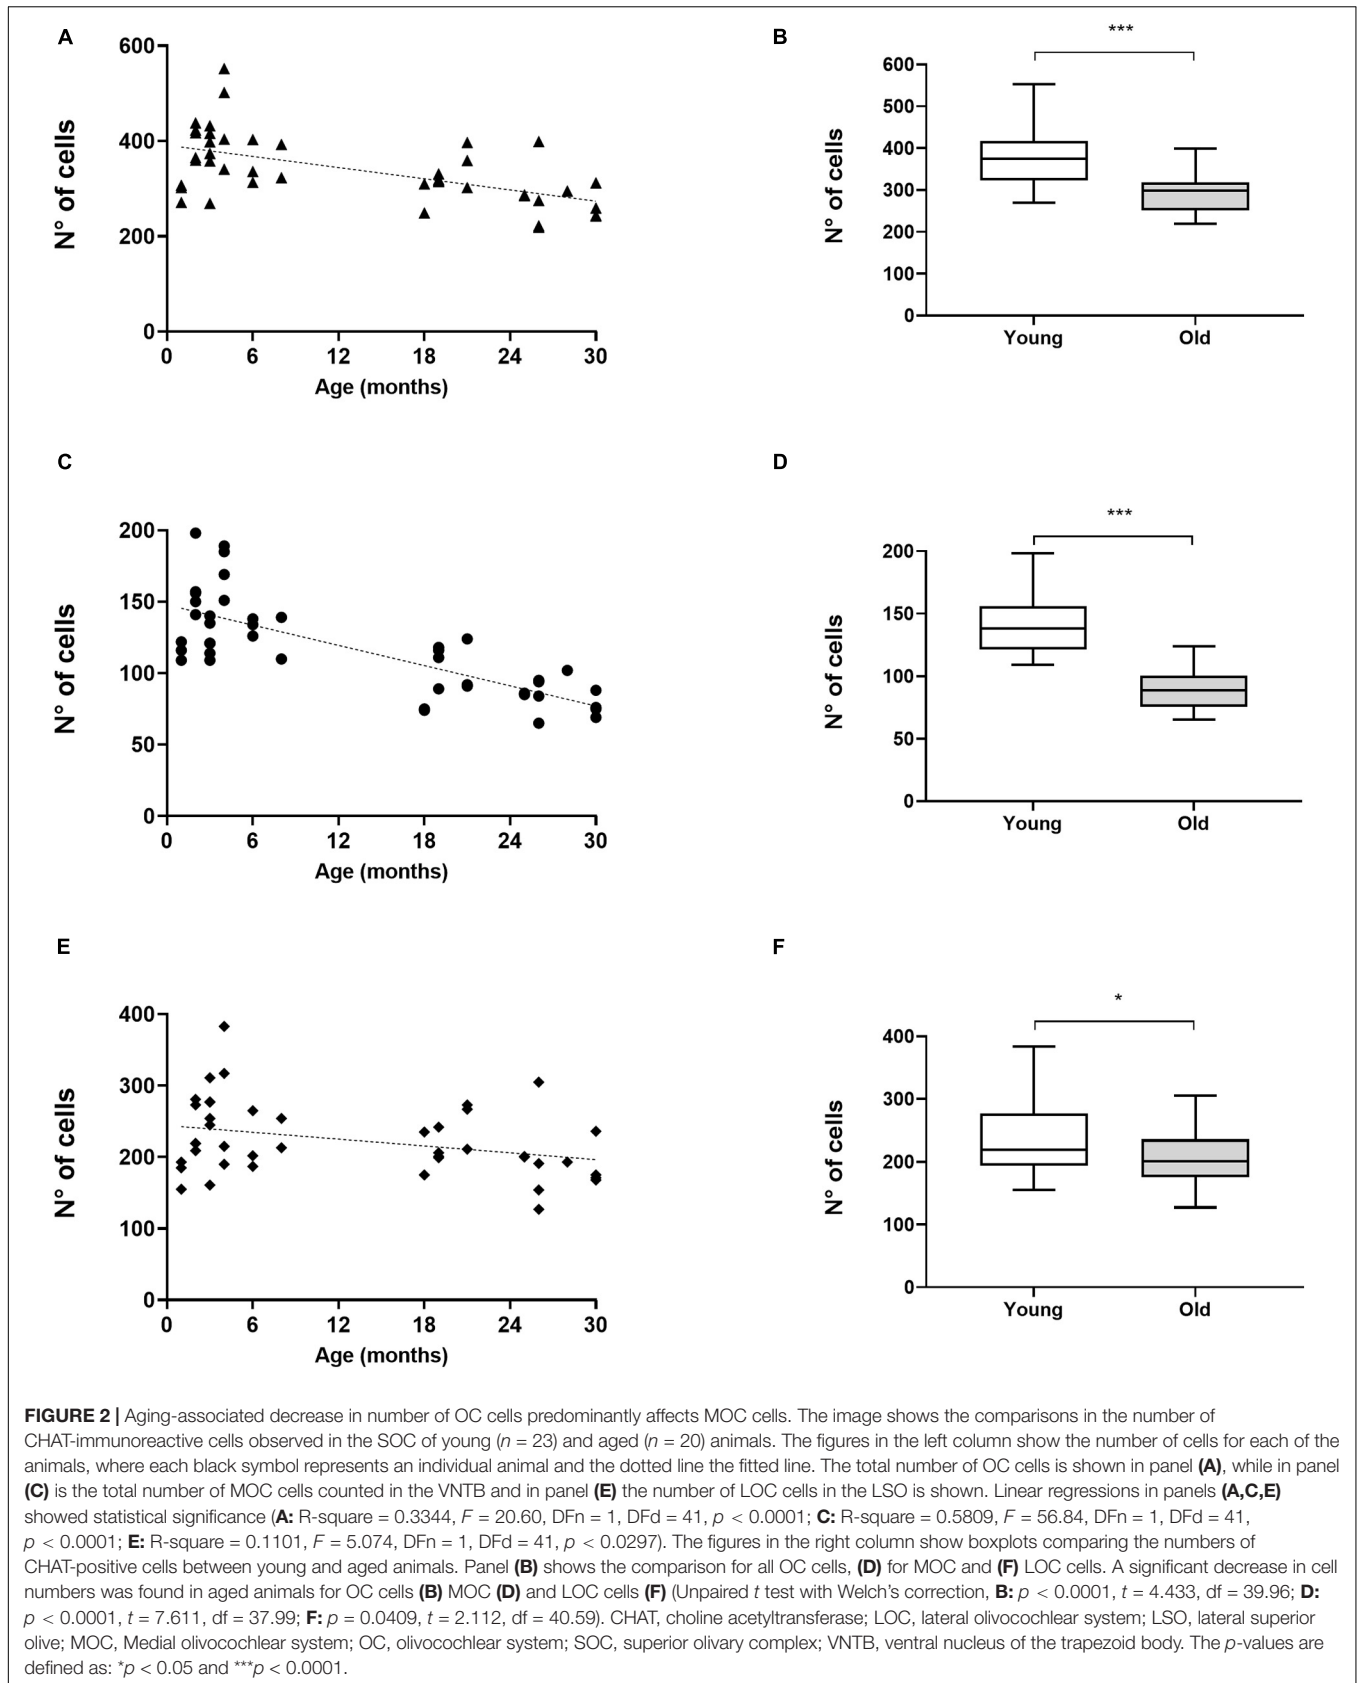 A
B
600
400
200
0
N° of cells
0 6 12 18 24 30
Age (months)
***
600
500
400
300
200
100
0
N° of cells
Young Old
C
D
200
150
100
50
0
N° of cells
0 6 12 18 24 30
Age (months)
***
200
150
100
50
0
N° of cells
Young Old
E
F
400
300
200
100
0
N° of cells
0 6 12 18 24 30
Age (months)
*
400
300
200
100
0
N° of cells
Young Old
FIGURE 2 | Aging-associated decrease in number of OC cells predominantly affects MOC cells. The image shows the comparisons in the number of
CHAT-immunoreactive cells observed in the SOC of young (n = 23) and aged (n = 20) animals. The figures in the left column show the number of cells for each of the
animals, where each black symbol represents an individual animal and the dotted line the fitted line. The total number of OC cells is shown in panel (A), while in panel
(C) is the total number of MOC cells counted in the VNTB and in panel (E) the number of LOC cells in the LSO is shown. Linear regressions in panels (A,C,E)
showed statistical significance (A: R-square = 0.3344, F = 20.60, DFn = 1, DFd = 41, p < 0.0001; C: R-square = 0.5809, F = 56.84, DFn = 1, DFd = 41,
p < 0.0001; E: R-square = 0.1101, F = 5.074, DFn = 1, DFd = 41, p < 0.0297). The figures in the right column show boxplots comparing the numbers of
CHAT-positive cells between young and aged animals. Panel (B) shows the comparison for all OC cells, (D) for MOC and (F) LOC cells. A significant decrease in cell
numbers was found in aged animals for OC cells (B) MOC (D) and LOC cells (F) (Unpaired t test with Welch's correction, B: p < 0.0001, t = 4.433, df = 39.96; D:
p < 0.0001, t = 7.611, df = 37.99; F: p = 0.0409, t = 2.112, df = 40.59). CHAT, choline acetyltransferase; LOC, lateral olivocochlear system; LSO, lateral superior
olive; MOC, Medial olivocochlear system; OC, olivocochlear system; SOC, superior olivary complex; VNTB, ventral nucleus of the trapezoid body. The p-values are
defined as: *p < 0.05 and ***p < 0.0001.